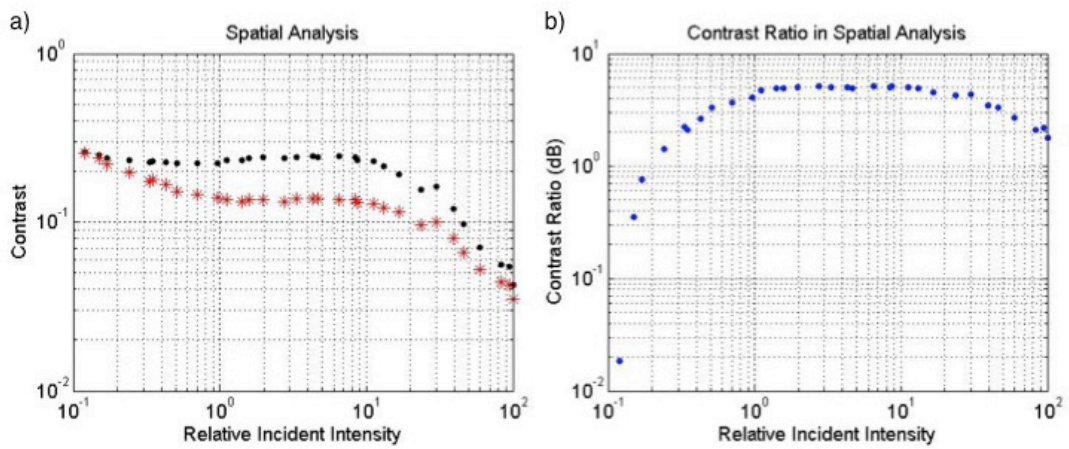 a)
Spatial Analysis
10^0
10^-1
10^-2
Contrast
10^-1 10^0 10^1 10^2
Relative Incident Intensity
b)
Contrast Ratio in Spatial Analysis
10^1
10^0
10^-1
10^-2
Contrast Ratio (dB)
10^-1 10^0 10^1 10^2
Relative Incident Intensity